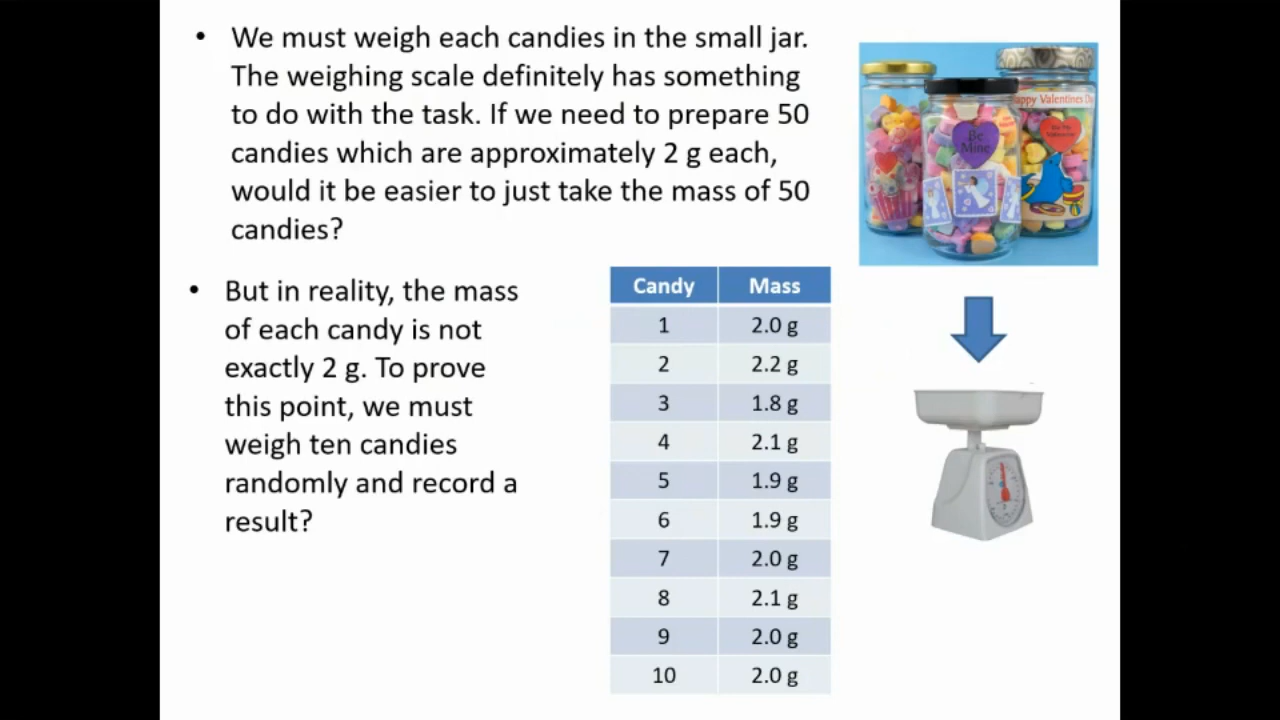 • We must weigh each candies in the small jar.
The weighing scale definitely has something
to do with the task. If we need to prepare 50
candies which are approximately 2 g each,
would it be easier to just take the mass of 50
candies?
• But in reality, the mass
of each candy is not
exactly 2 g. To prove
this point, we must
weigh ten candies
randomly and record a
result?
Candy Mass
1 2.0 g
2 2.2 g
3 1.8 g
4 2.1 g
5 1.9 g
6 1.9 g
7 2.0 g
8 2.1 g
9 2.0 g
10 2.0 g
Be
Mine
appy Valentines D